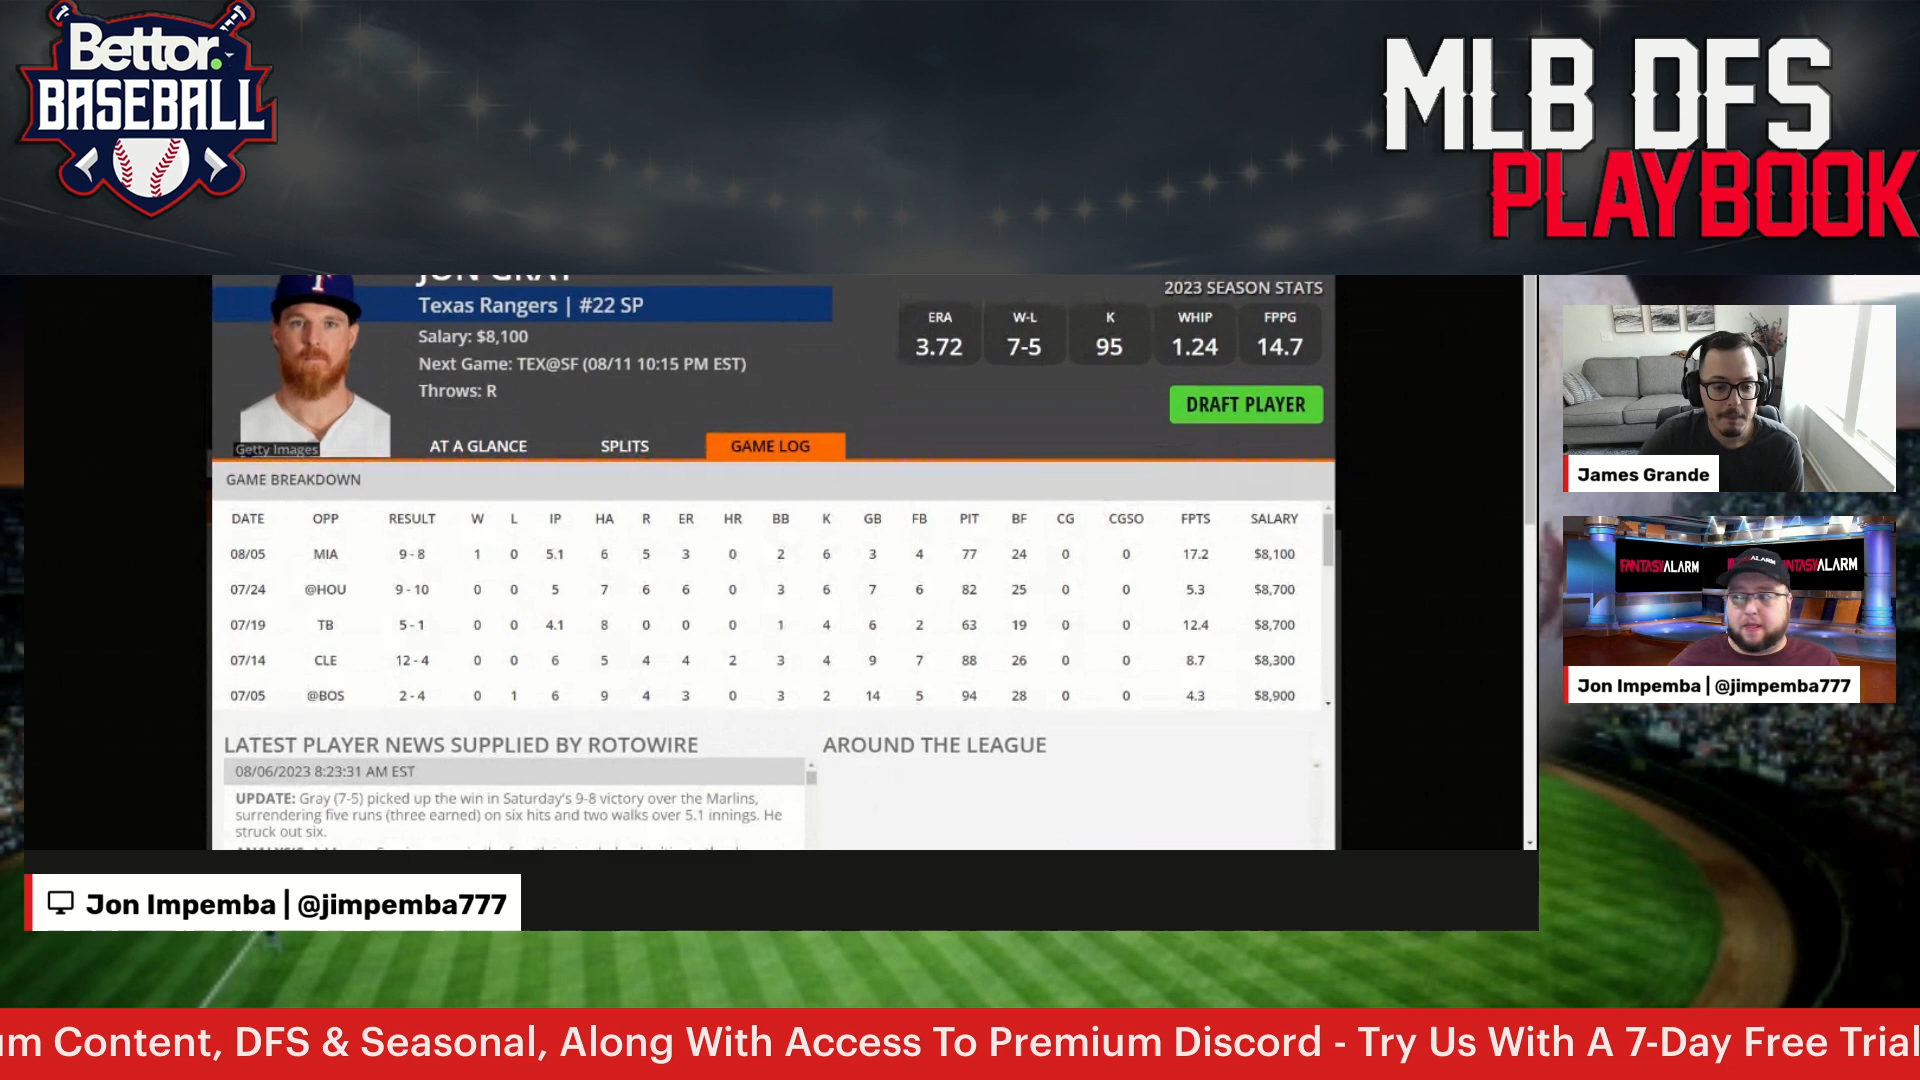 Bettor.
BASEBALL
MLB DFS
PLAYBOOK
JON GRAY
Texas Rangers | #22 SP
Salary: $8,100
Next Game: TEX@SF (08/11 10:15 PM EST)
Throws: R
Getty Images
2023 SEASON STATS
ERA W-L K WHIP FPPG
3.72 7-5 95 1.24 14.7
DRAFT PLAYER
AT A GLANCE SPLITS GAME LOG
GAME BREAKDOWN
DATE OPP RESULT W L IP HA R ER HR BB K GB FB PIT BF CG CGSO FPTS SALARY
08/05 MIA 9 - 8 1 0 5.1 6 5 3 0 2 6 3 4 77 24 0 0 17.2 $8,100
07/24 @HOU 9 - 10 0 0 5 7 6 6 0 3 6 7 6 82 25 0 0 5.3 $8,700
07/19 TB 5 - 1 0 0 4.1 8 0 0 0 1 4 6 2 63 19 0 0 12.4 $8,700
07/14 CLE 12 - 4 0 0 6 5 4 4 2 3 4 9 7 88 26 0 0 8.7 $8,300
07/05 @BOS 2 - 4 0 1 6 9 4 3 0 3 2 14 5 94 28 0 0 4.3 $8,900
LATEST PLAYER NEWS SUPPLIED BY ROTOWIRE
08/06/2023 8:23:31 AM EST
UPDATE: Gray (7-5) picked up the win in Saturday's 9-8 victory over the Marlins,
surrendering five runs (three earned) on six hits and two walks over 5.1 innings. He
struck out six.
AROUND THE LEAGUE
James Grande
FANTASYALARM
Jon Impemba | @jimpemba777
Jon Impemba | @jimpemba777
Content, DFS & Seasonal, Along With Access To Premium Discord - Try Us With A 7-Day Free Trial